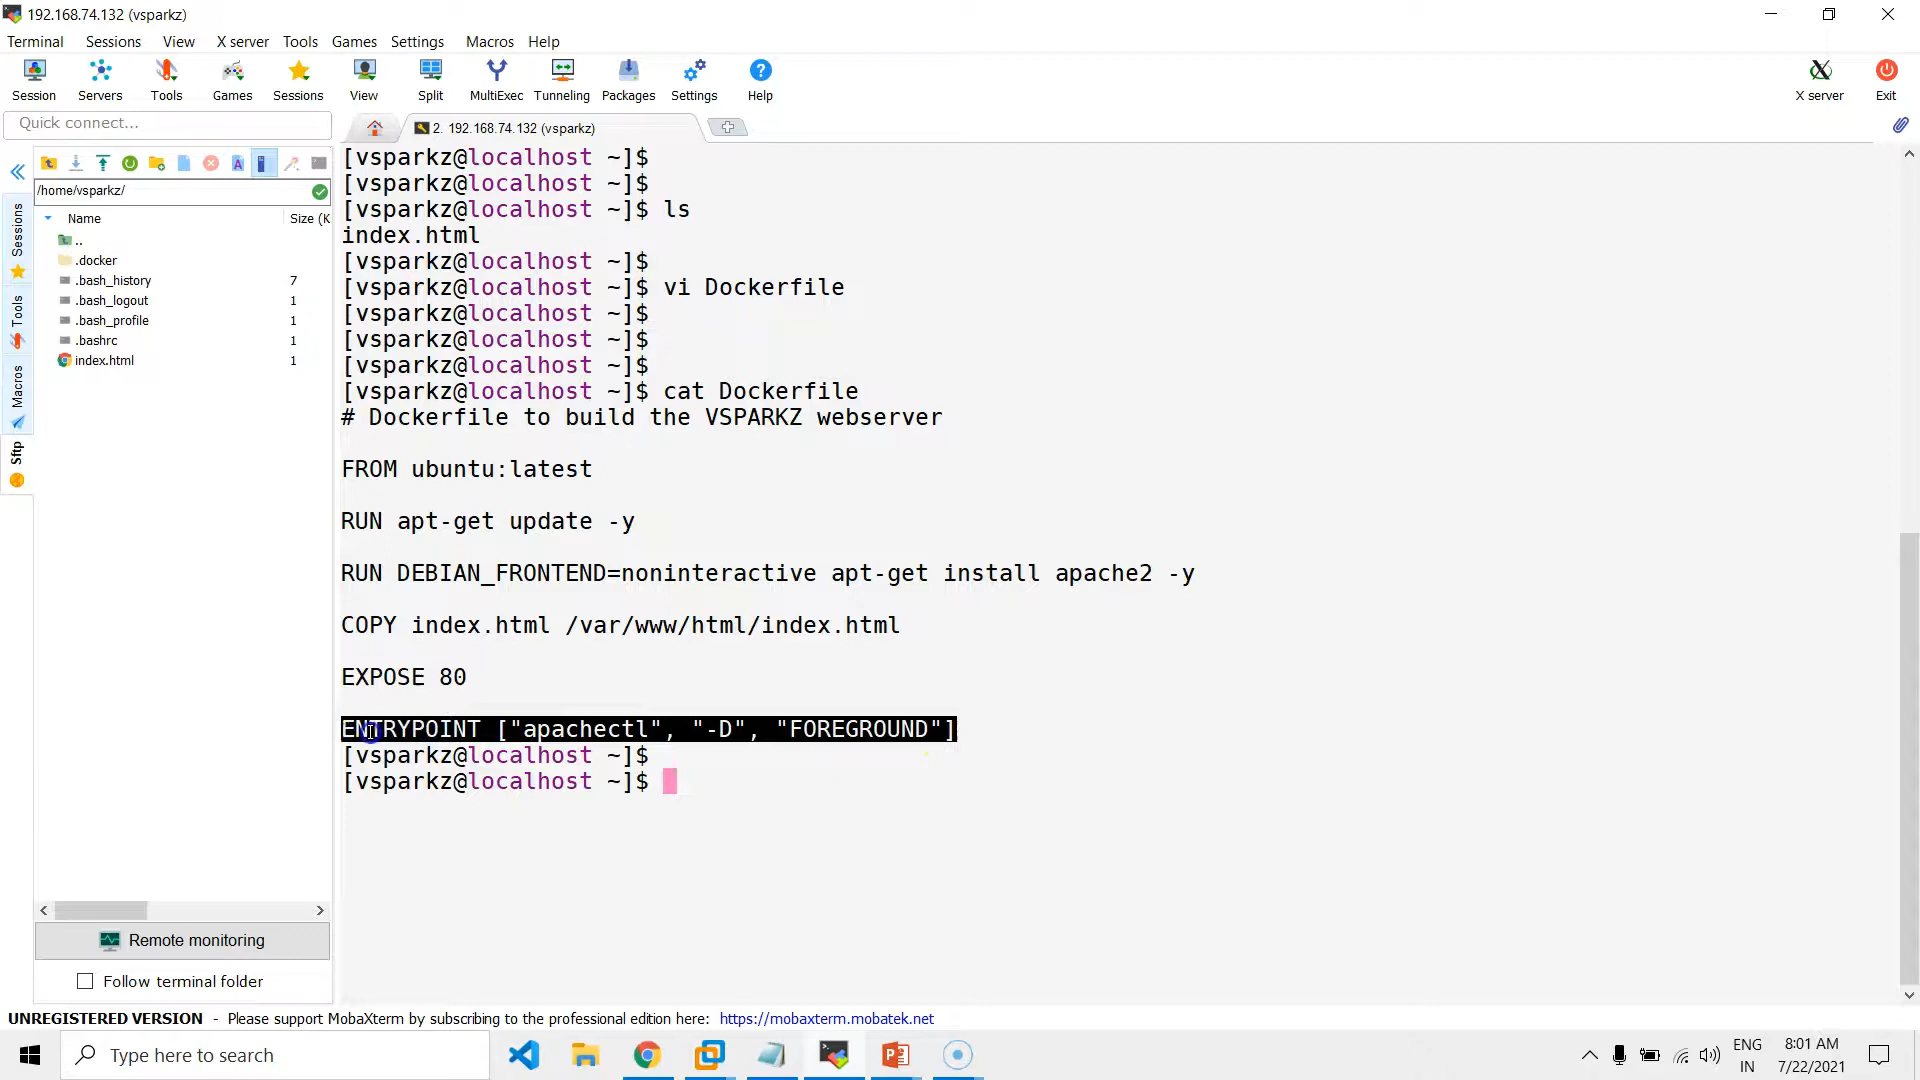 192.168.74.132 (vsparkz)
Terminal Sessions View X server Tools Games Settings Macros Help
Session Servers Tools Games Sessions View Split MultiExec Tunneling Packages Settings Help X server Exit
Quick connect...
2. 192.168.74.132 (vsparkz)
/home/vsparkz/
Name Size (K
..
.docker
.bash_history 7
.bash_logout 1
.bash_profile 1
.bashrc 1
index.html 1
Sessions
Tools
Macros
Sftp
[vsparkz@localhost ~]$
[vsparkz@localhost ~]$
[vsparkz@localhost ~]$ ls
index.html
[vsparkz@localhost ~]$
[vsparkz@localhost ~]$ vi Dockerfile
[vsparkz@localhost ~]$
[vsparkz@localhost ~]$
[vsparkz@localhost ~]$
[vsparkz@localhost ~]$ cat Dockerfile
# Dockerfile to build the VSPARKZ webserver
FROM ubuntu:latest
RUN apt-get update -y
RUN DEBIAN_FRONTEND=noninteractive apt-get install apache2 -y
COPY index.html /var/www/html/index.html
EXPOSE 80
ENTRYPOINT ["apachectl", "-D", "FOREGROUND"]
[vsparkz@localhost ~]$
[vsparkz@localhost ~]$
Remote monitoring
Follow terminal folder
UNREGISTERED VERSION - Please support MobaXterm by subscribing to the professional edition here: https://mobaxterm.mobatek.net
Type here to search
ENG
IN
8:01 AM
7/22/2021